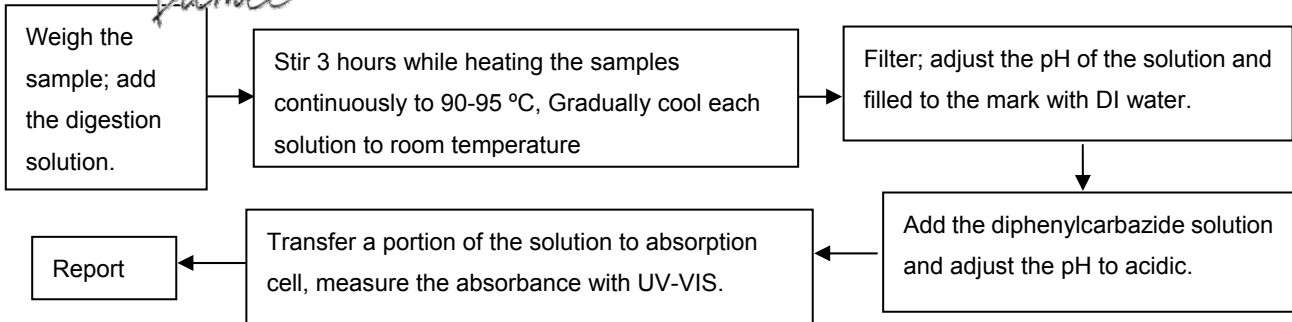 Weigh the
sample; add
the digestion
solution.
Stir 3 hours while heating the samples
continuously to 90-95 ºC, Gradually cool each
solution to room temperature
Filter; adjust the pH of the solution and
filled to the mark with DI water.
Add the diphenylcarbazide solution
and adjust the pH to acidic.
Transfer a portion of the solution to absorption
cell, measure the absorbance with UV-VIS.
Report